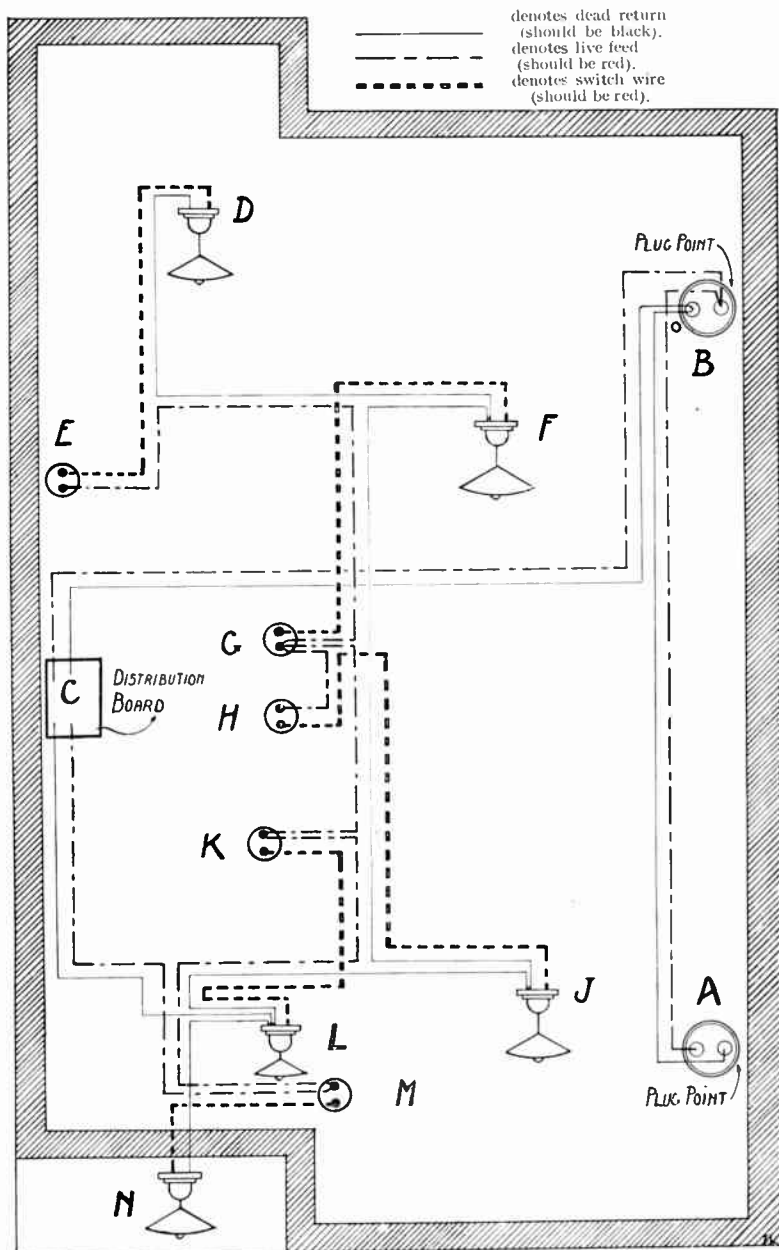 denotes dead return
(should be black).
denotes live feed
(should be red).
denotes switch wire
(should be red).
D
PLUG POINT
B
E
F
G
C
DISTRIBUTION
BOARD
H
K
J
A
L
M
PLUG POINT
N